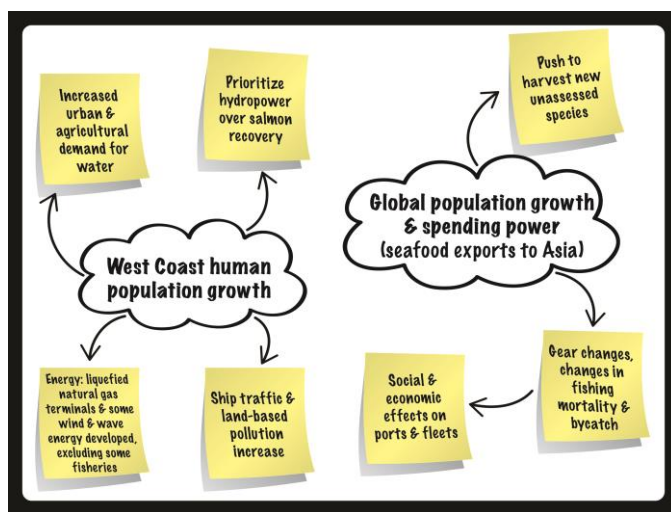 Increased
urban &
agricultural
demand for
water
Prioritize
hydropower
over salmon
recovery
Push to
harvest new
unassessed
species
West Coast human
population growth
Global population growth
& spending power
(seafood exports to Asia)
Energy: liquefied
natural gas
terminals & some
wind & wave
energy developed,
excluding some
fisheries
Ship traffic &
land-based
pollution
increase
Social &
economic
effects on
ports & fleets
Gear changes,
changes in
fishing
mortality &
bycatch